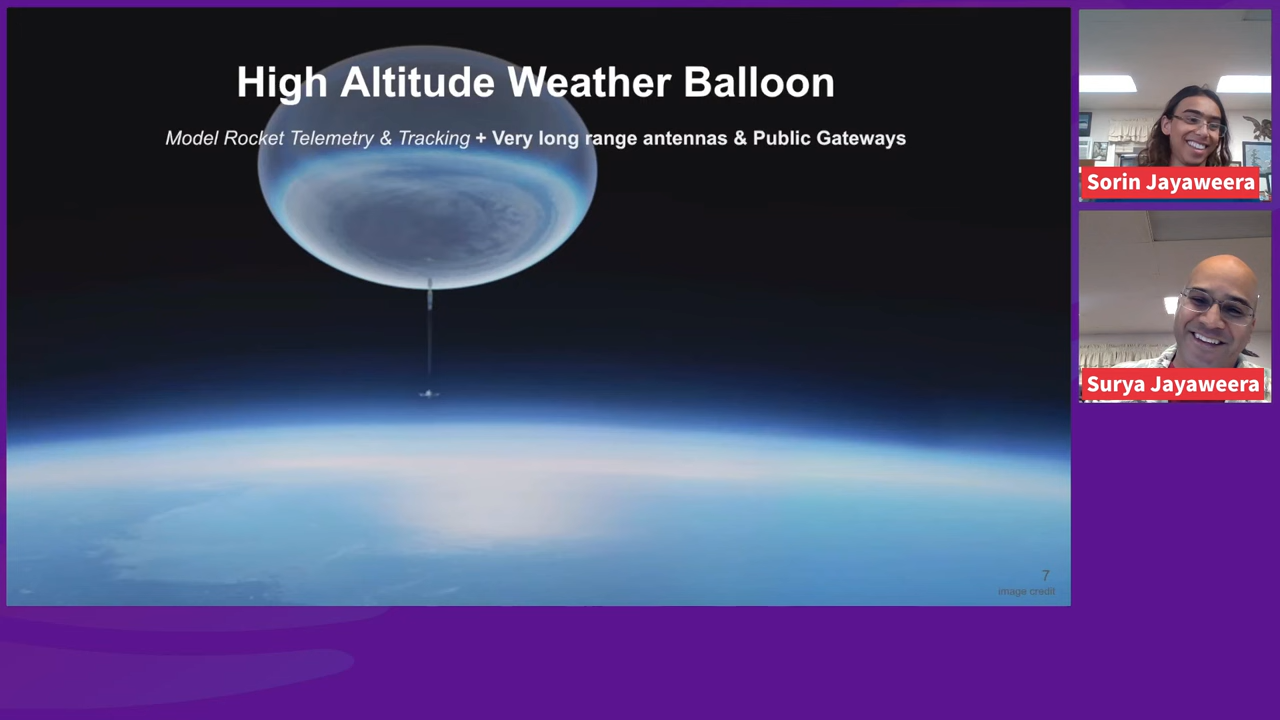 High Altitude Weather Balloon
Model Rocket Telemetry & Tracking + Very long range antennas & Public Gateways
Sorin Jayaweera
Surya Jayaweera
7
image credit